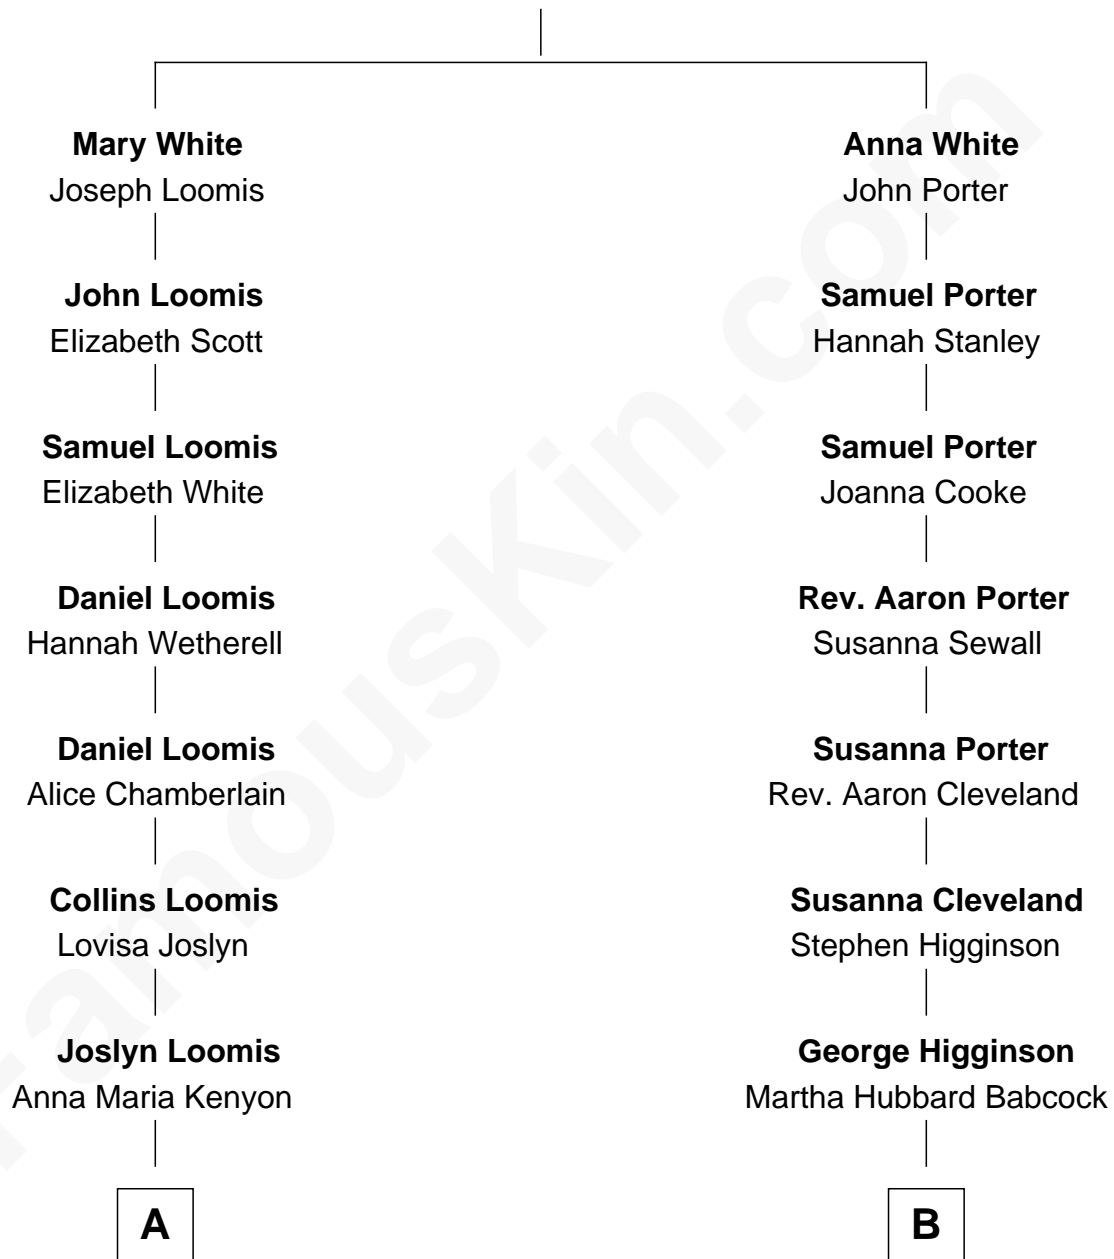 Mary White
Joseph Loomis
John Loomis
Elizabeth Scott
Samuel Loomis
Elizabeth White
Daniel Loomis
Hannah Wetherell
Daniel Loomis
Alice Chamberlain
Collins Loomis
Lovisa Joslyn
Joslyn Loomis
Anna Maria Kenyon
A
Anna White
John Porter
Samuel Porter
Hannah Stanley
Samuel Porter
Joanna Cooke
Rev. Aaron Porter
Susanna Sewall
Susanna Porter
Rev. Aaron Cleveland
Susanna Cleveland
Stephen Higginson
George Higginson
Martha Hubbard Babcock
B
FamousKin.com